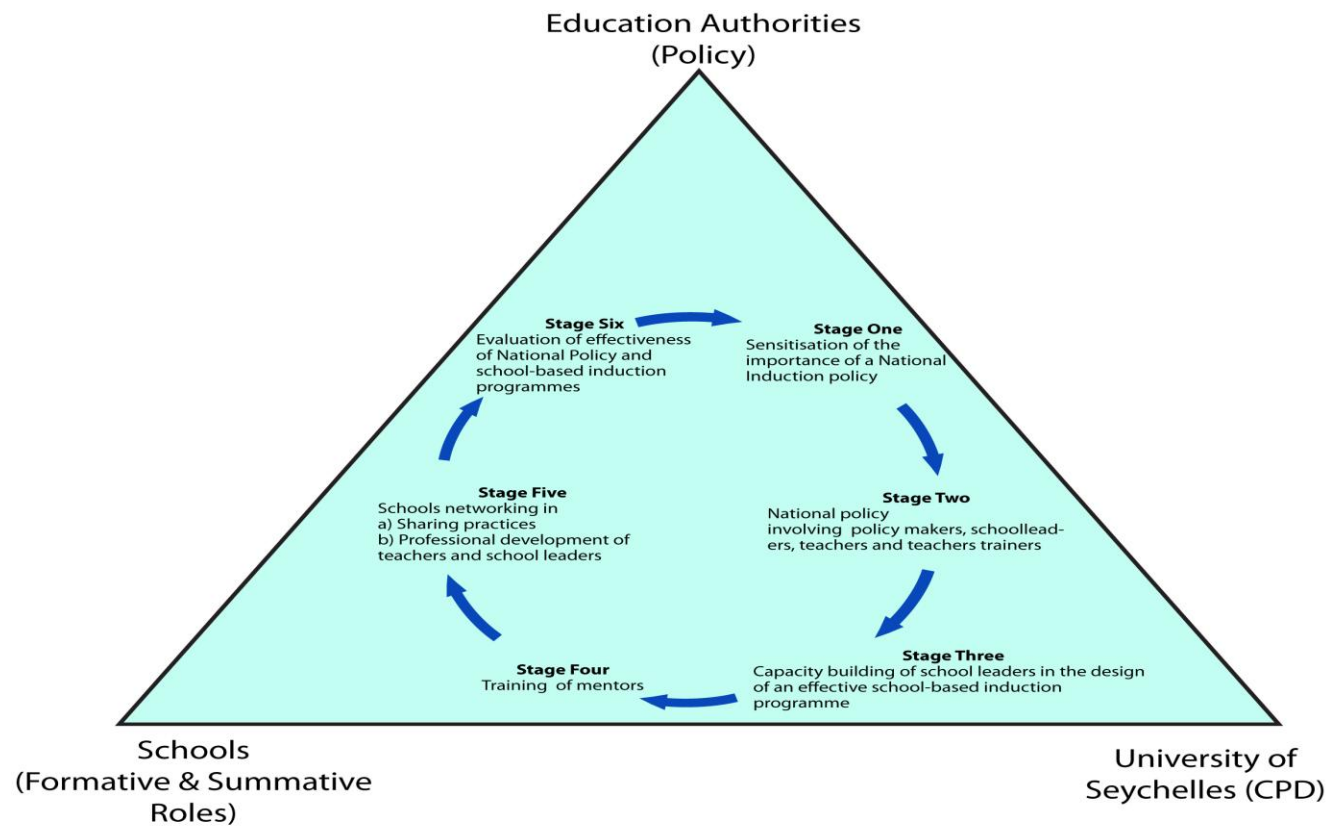 Education Authorities
(Policy)
Stage Six
Evaluation of effectiveness
of National Policy and
school-based induction
programmes
Stage One
Sensitisation of the
importance of a National
Induction policy
Stage Two
National policy
involving policy makers, schoollead-
ers, teachers and teachers trainers
Stage Three
Capacity building of school leaders in the design
of an effective school-based induction
programme
Stage Four
Training of mentors
Stage Five
Schools networking in
a) Sharing practices
b) Professional development of
teachers and school leaders
Schools
(Formative & Summative
Roles)
University of
Seychelles (CPD)